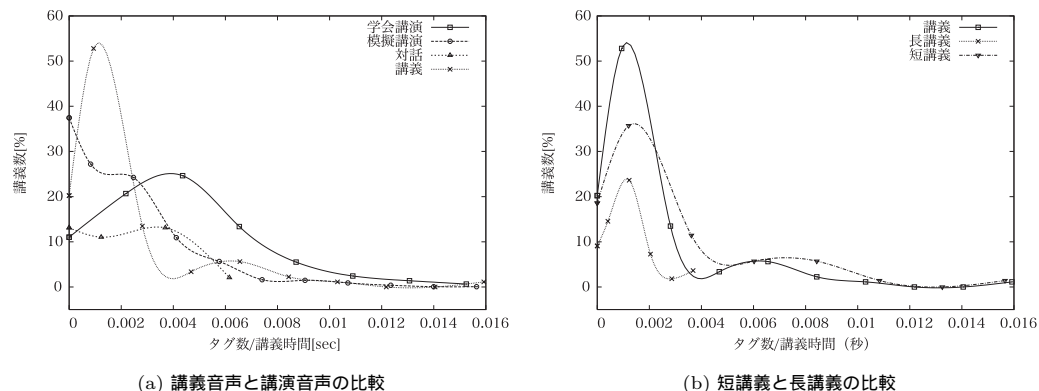 学会講演
模擬講演
対話
講義
60
50
40
30
20
10
0
講義数[%]
0 0.002 0.004 0.006 0.008 0.01 0.012 0.014 0.016
タグ数/講義時間[sec]
(a) 講義音声と講演音声の比較
講義
長講義
短講義
60
50
40
30
20
10
0
講義数[%]
0 0.002 0.004 0.006 0.008 0.01 0.012 0.014 0.016
タグ数/講義時間（秒）
(b) 短講義と長講義の比較